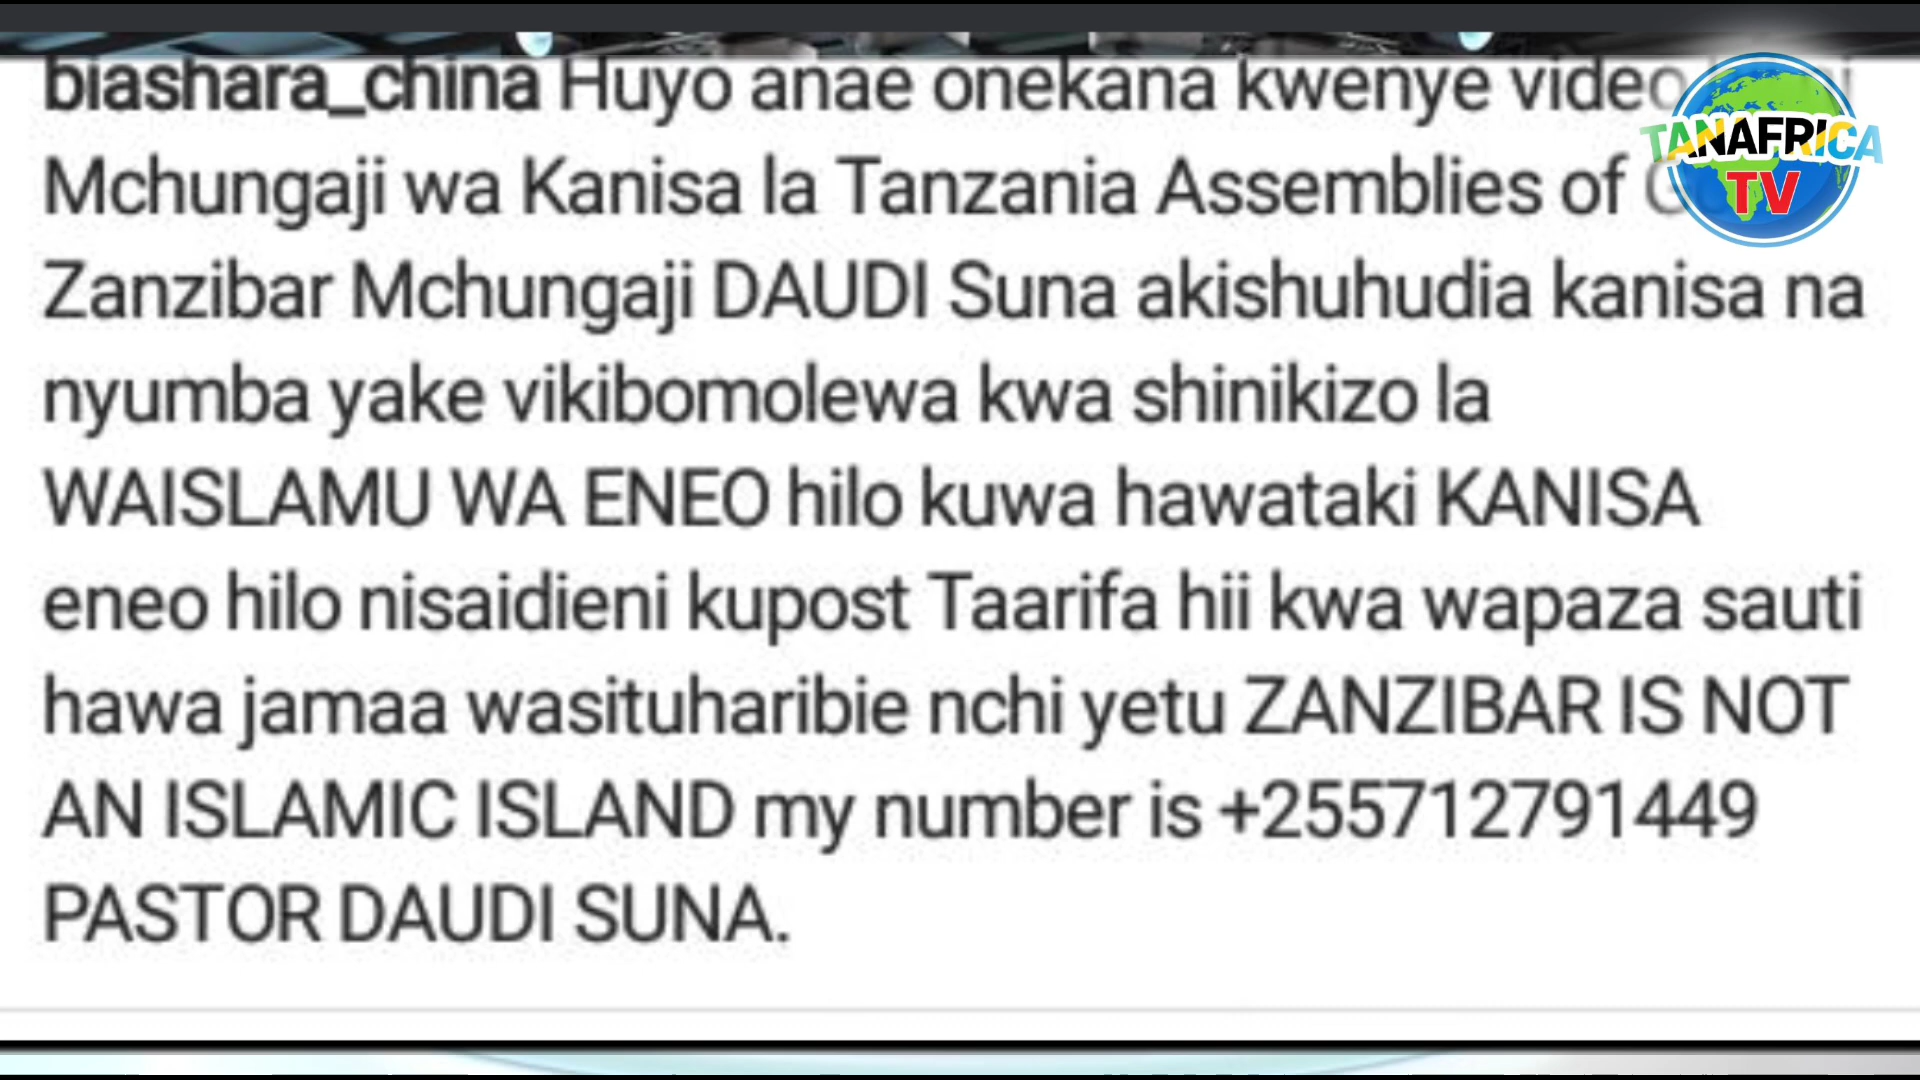 biashara_china Huyo anae onekana kwenye video
Mchungaji wa Kanisa la Tanzania Assemblies of
Zanzibar Mchungaji DAUDI Suna akishuhudia kanisa na
nyumba yake vikibomolewa kwa shinikizo la
WAISLAMU WA ENEO hilo kuwa hawataki KANISA
eneo hilo nisaidieni kupost Taarifa hii kwa wapaza sauti
hawa jamaa wasituharibie nchi yetu ZANZIBAR IS NOT
AN ISLAMIC ISLAND my number is +255712791449
PASTOR DAUDI SUNA.
TANAFRICA
TV